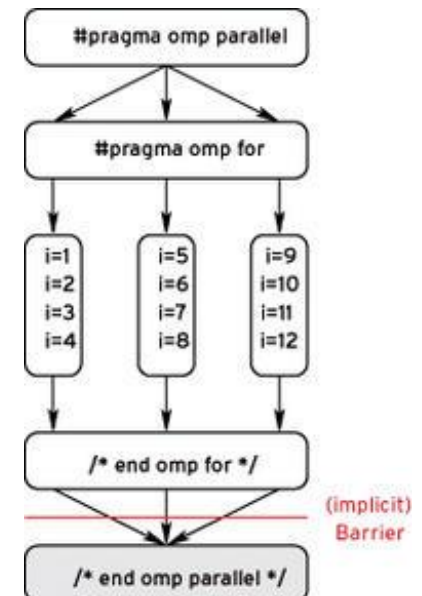 #pragma omp parallel
#pragma omp for
i=1
i=2
i=3
i=4
i=5
i=6
i=7
i=8
i=9
i=10
i=11
i=12
/* end omp for */
(implicit)
Barrier
/* end omp parallel */